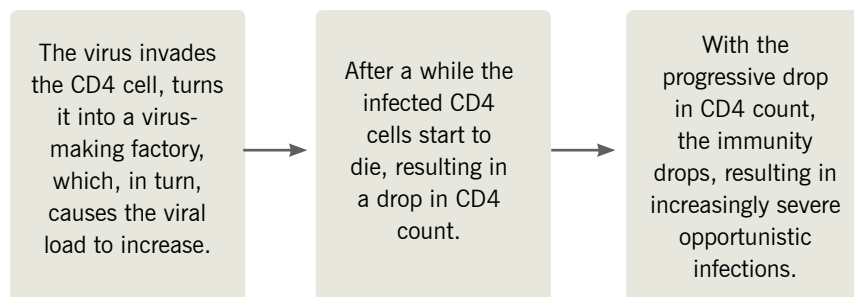 The virus invades
the CD4 cell, turns
it into a virus-
making factory,
which, in turn,
causes the viral
load to increase.
After a while the
infected CD4
cells start to
die, resulting in
a drop in CD4
count.
With the
progressive drop
in CD4 count,
the immunity
drops, resulting in
increasingly severe
opportunistic
infections.